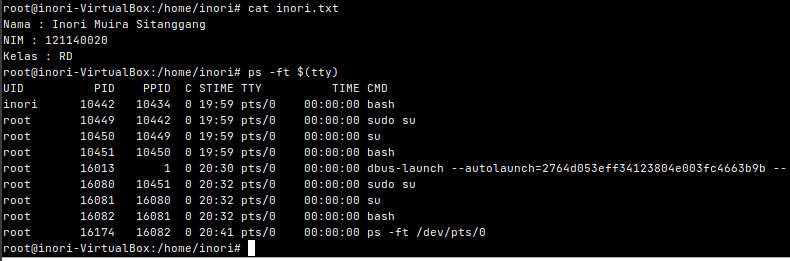 root@inori-VirtualBox:/home/inori# cat inori.txt
Nama : Inori Muira Sitanggang
NIM : 121140020
Kelas : RD
root@inori-VirtualBox:/home/inori# ps -ft $(tty)
UID          PID    PPID  C STIME TTY          TIME CMD
inori      10442   10434  0 19:59 pts/0    00:00:00 bash
root       10449   10442  0 19:59 pts/0    00:00:00 sudo su
root       10450   10449  0 19:59 pts/0    00:00:00 su
root       10451   10450  0 19:59 pts/0    00:00:00 bash
root       16013       1  0 20:30 pts/0    00:00:00 dbus-launch --autolaunch=2764d053eff34123804e003fc4663b9b --
root       16080   10451  0 20:32 pts/0    00:00:00 sudo su
root       16081   16080  0 20:32 pts/0    00:00:00 su
root       16082   16081  0 20:32 pts/0    00:00:00 bash
root       16174   16082  0 20:41 pts/0    00:00:00 ps -ft /dev/pts/0
root@inori-VirtualBox:/home/inori#